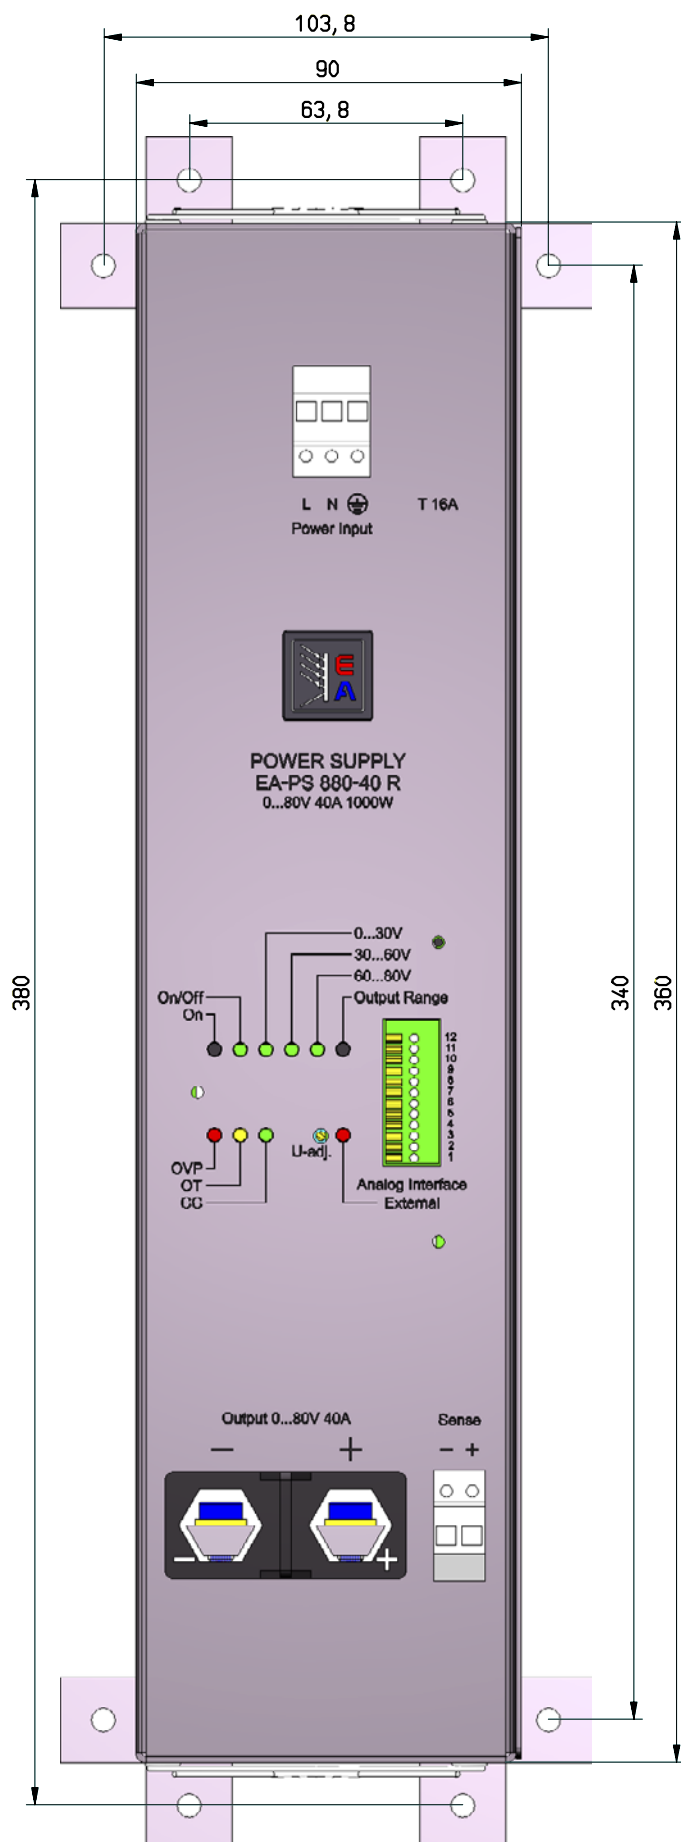 103,8
90
63,8
L N
T 16A
Power Input
E
A
POWER SUPPLY
EA-PS 880-40 R
0...80V 40A 1000W
0...30V
30...60V
60...80V
On/Off
Output Range
On
380
340
360
12
11
10
9
8
7
6
5
4
3
2
1
U-adj.
OVP
OT
CC
Analog Interface
External
Output 0...80V 40A
Sense
− +
− +
− +